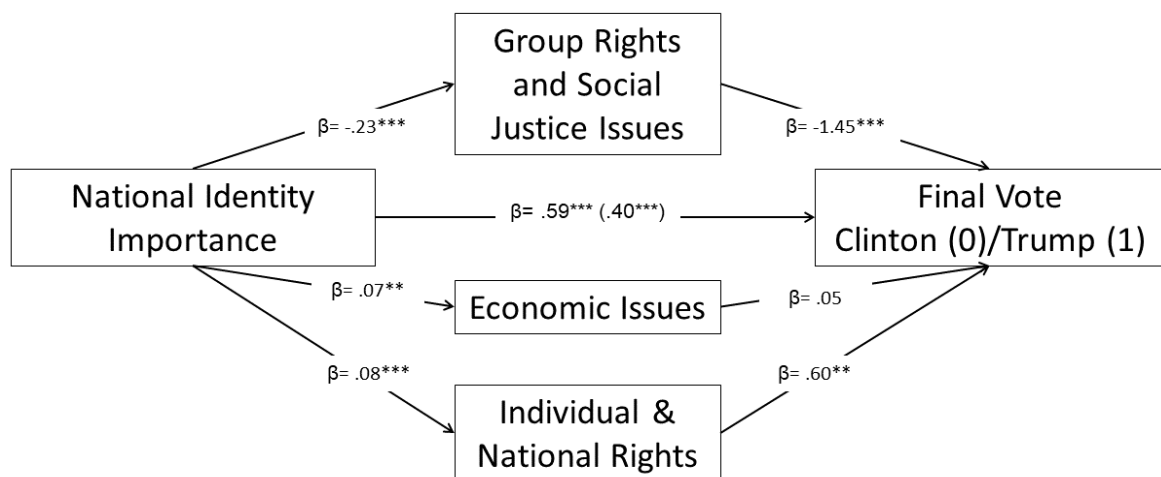 Group Rights
and Social
Justice Issues
β= -.23***
β= -1.45***
National Identity
Importance
β= .59*** (.40***)
Final Vote
Clinton (0)/Trump (1)
β= .07**
Economic Issues
β= .05
β= .08***
β= .60**
Individual &
National Rights